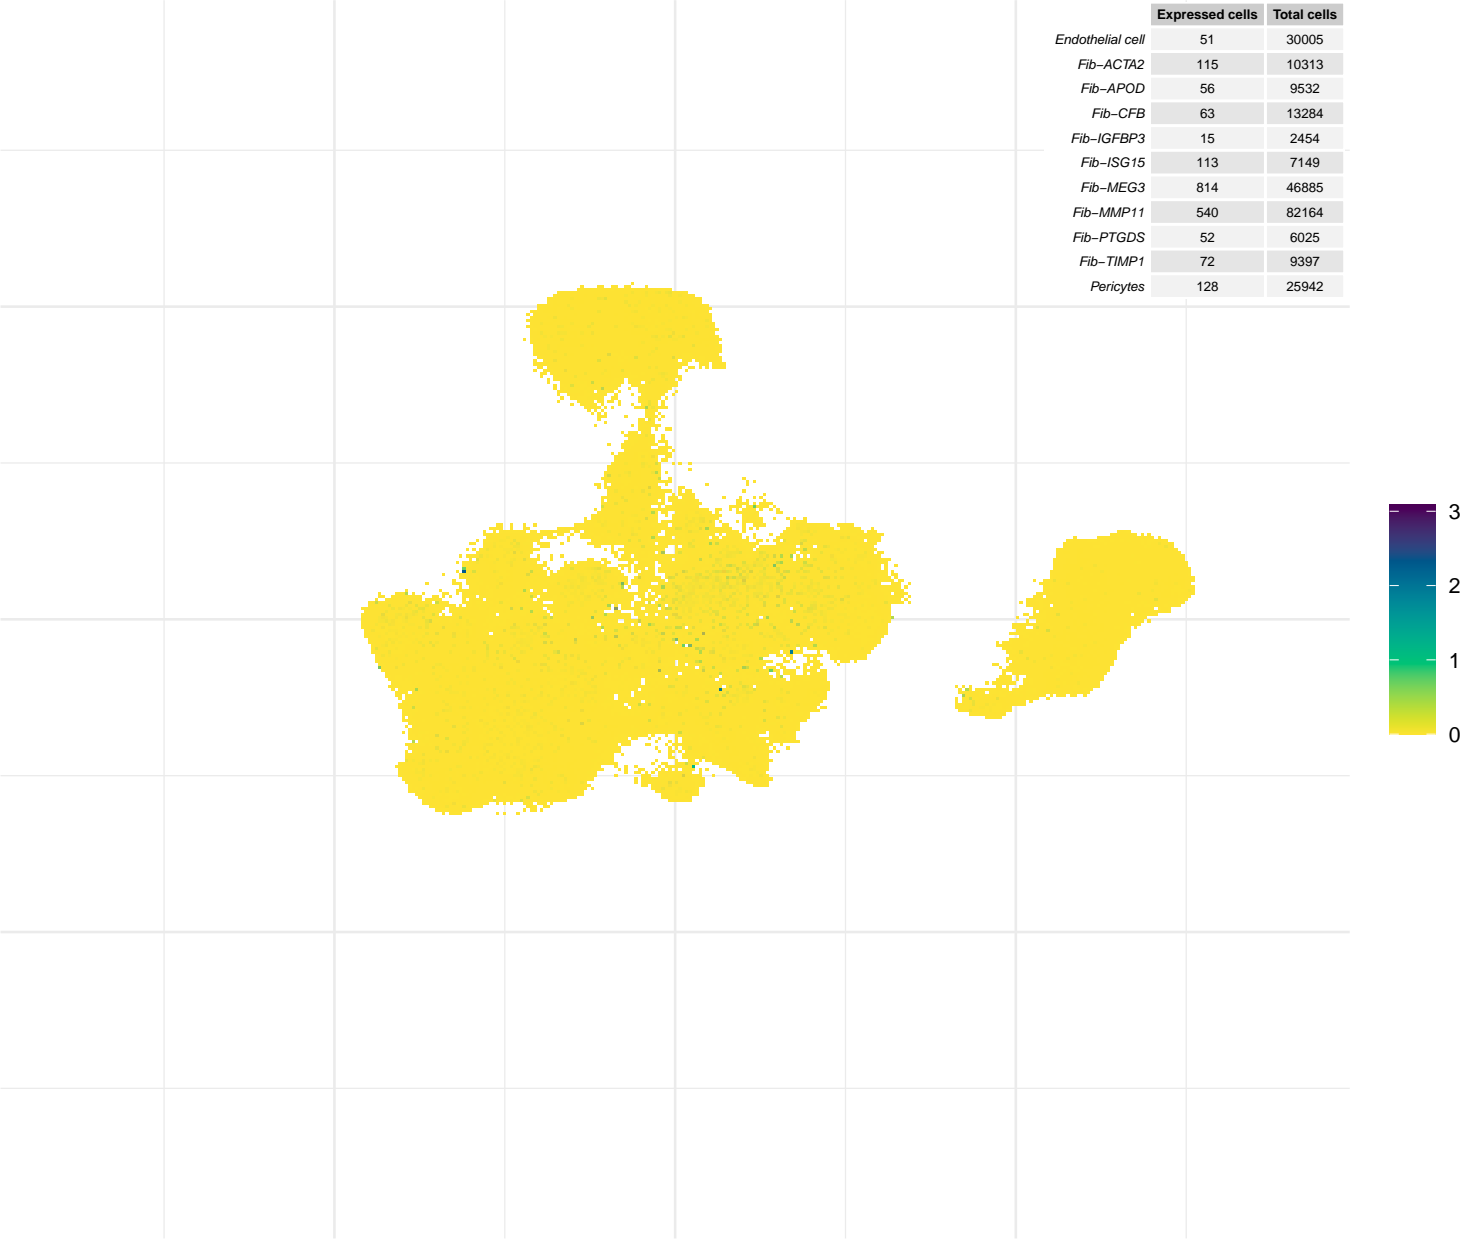 Expressed cells Total cells
Endothelial cell 51 30005
Fib−ACTA2 115 10313
Fib−APOD 56 9532
Fib−CFB 63 13284
Fib−IGFBP3 15 2454
Fib−ISG15 113 7149
Fib−MEG3 814 46885
Fib−MMP11 540 82164
Fib−PTGDS 52 6025
Fib−TIMP1 72 9397
Pericytes 128 25942
3
2
1
0